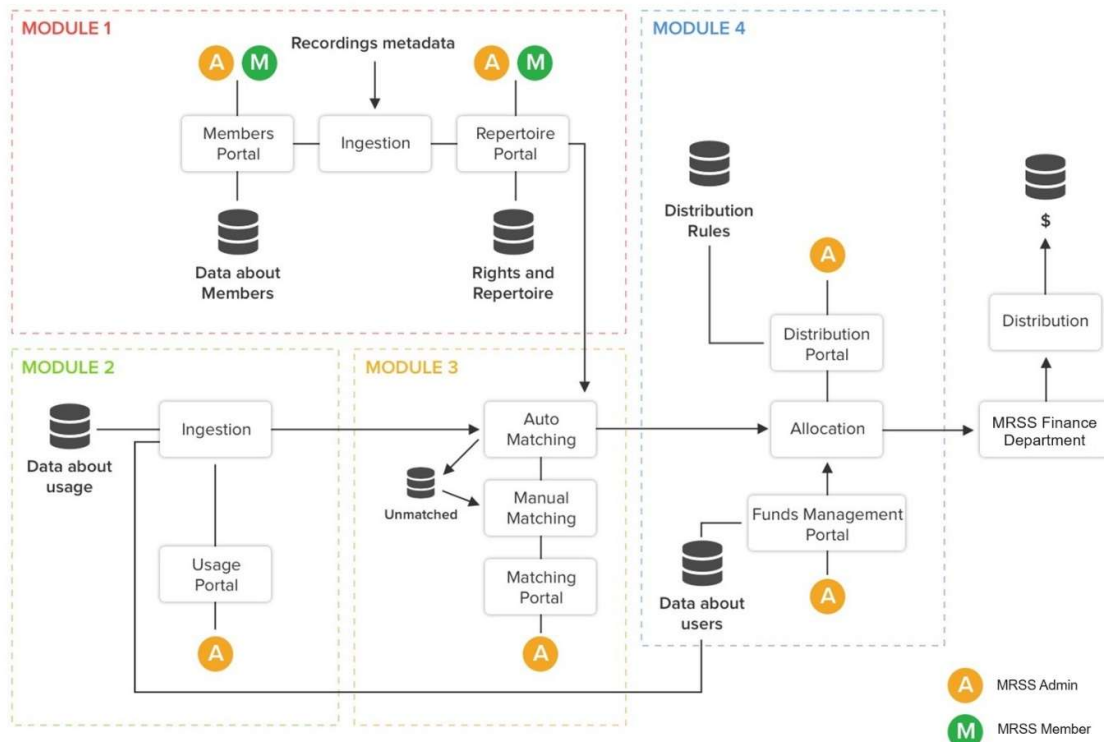 MODULE 1
Recordings metadata
A
M
A
M
Members
Portal
Ingestion
Repertoire
Portal
Data about
Members
Rights and
Repertoire
MODULE 2
Data about
usage
Ingestion
Usage
Portal
A
MODULE 3
Auto
Matching
Unmatched
Manual
Matching
Matching
Portal
A
MODULE 4
Distribution
Rules
A
Distribution
Portal
Allocation
Funds Management
Portal
A
Data about
users
$
Distribution
MRSS Finance
Department
A
MRSS Admin
M
MRSS Member